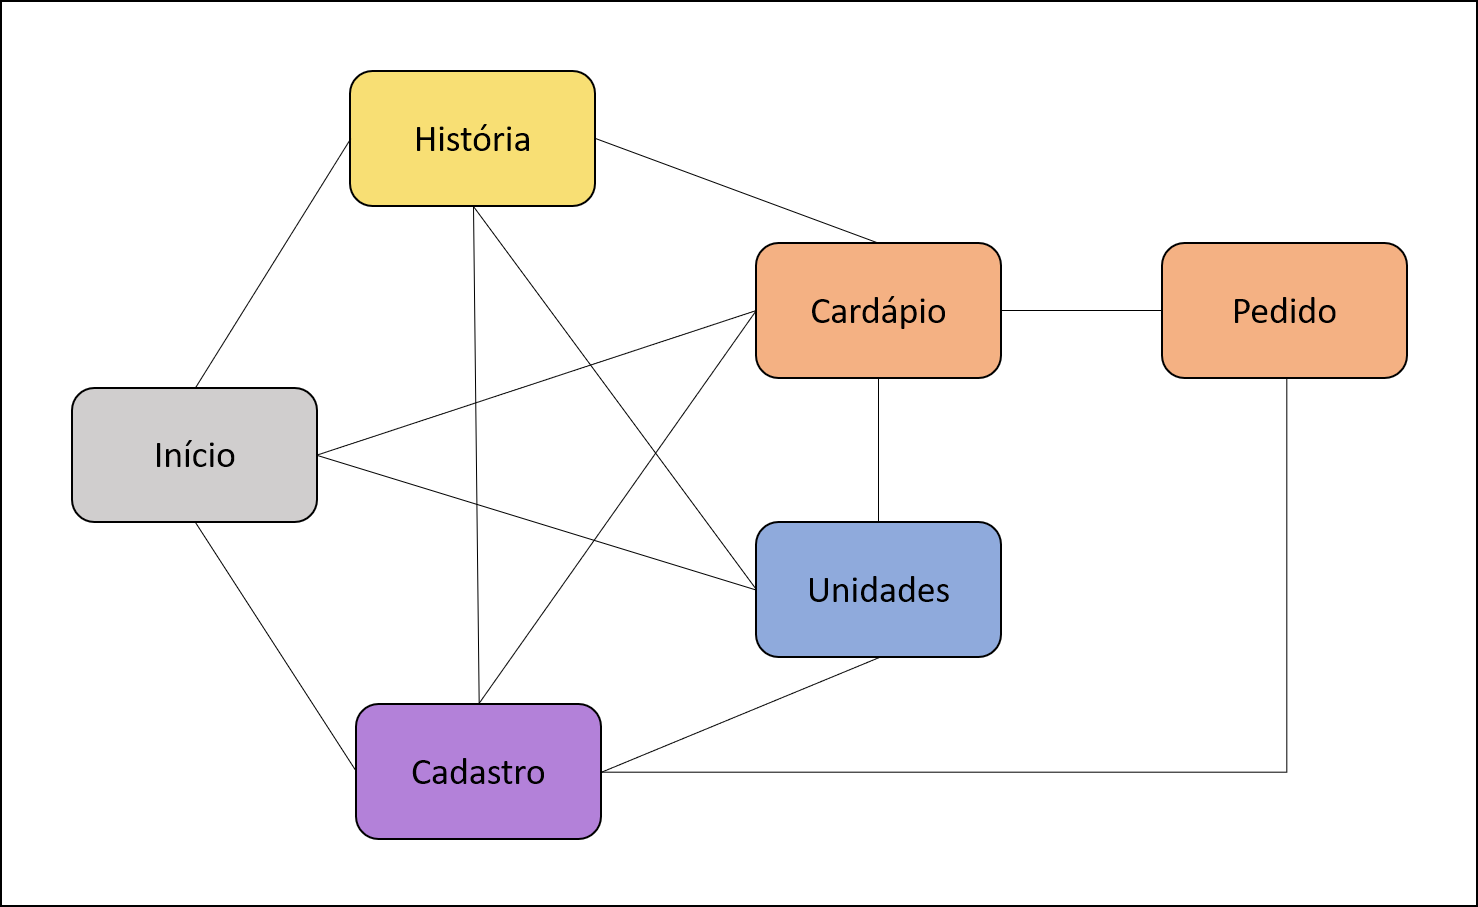 História
Cardápio
Pedido
Início
Unidades
Cadastro